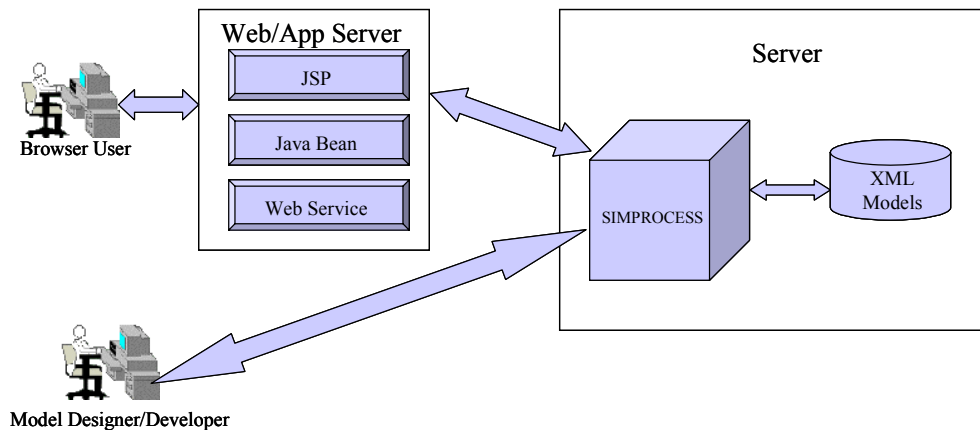 Web/App Server
JSP
Java Bean
Web Service
Browser User
Server
SIMPROCESS
XML
Models
Model Designer/Developer